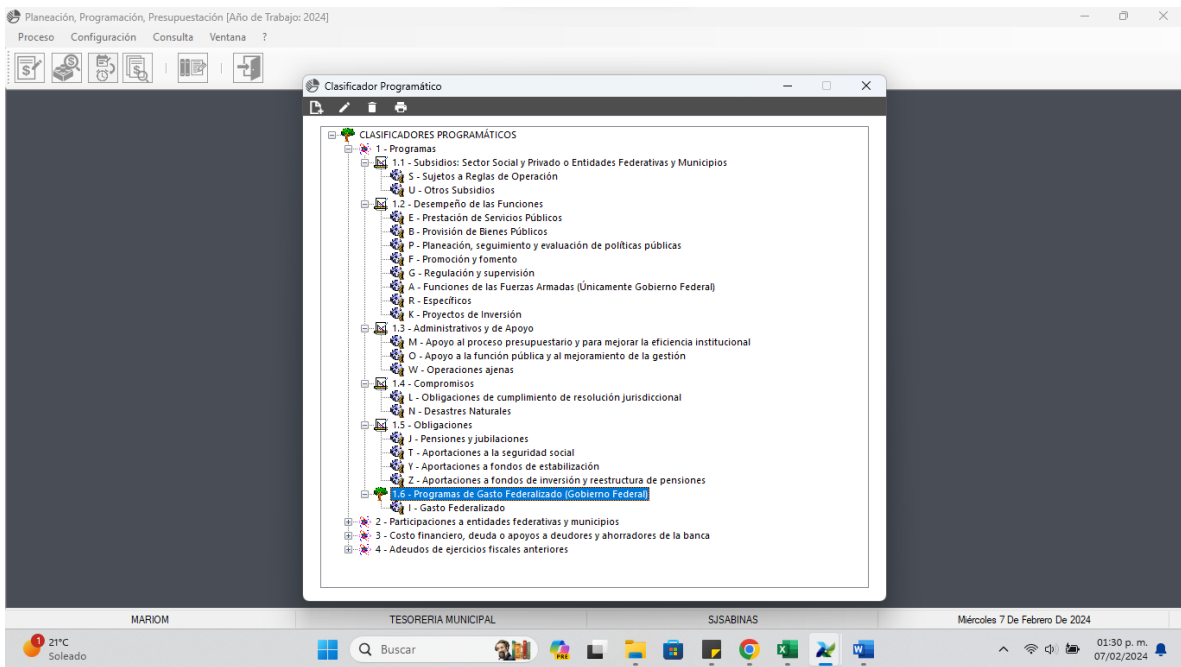 Planeación, Programación, Presupuestación [Año de Trabajo: 2024]
Proceso Configuración Consulta Ventana ?
Clasificador Programático
CLASIFICADORES PROGRAMÁTICOS
1 - Programas
1.1 - Subsidios: Sector Social y Privado o Entidades Federativas y Municipios
S - Sujetos a Reglas de Operación
U - Otros Subsidios
1.2 - Desempeño de las Funciones
E - Prestación de Servicios Públicos
B - Provisión de Bienes Públicos
P - Planeación, seguimiento y evaluación de políticas públicas
F - Promoción y fomento
G - Regulación y supervisión
A - Funciones de las Fuerzas Armadas (Únicamente Gobierno Federal)
R - Específicos
K - Proyectos de Inversión
1.3 - Administrativos y de Apoyo
M - Apoyo al proceso presupuestario y para mejorar la eficiencia institucional
O - Apoyo a la función pública y al mejoramiento de la gestión
W - Operaciones ajenas
1.4 - Compromisos
L - Obligaciones de cumplimiento de resolución jurisdiccional
N - Desastres Naturales
1.5 - Obligaciones
J - Pensiones y jubilaciones
T - Aportaciones a la seguridad social
Y - Aportaciones a fondos de estabilización
Z - Aportaciones a fondos de inversión y reestructura de pensiones
1.6 - Programas de Gasto Federalizado (Gobierno Federal)
I - Gasto Federalizado
2 - Participaciones a entidades federativas y municipios
3 - Costo financiero, deuda o apoyos a deudores y ahorradores de la banca
4 - Adeudos de ejercicios fiscales anteriores
MARIOM TESORERIA MUNICIPAL SJSABINAS Miércoles 7 De Febrero De 2024
1 21°C
Soleado
Buscar
PRE
01:30 p. m.
07/02/2024